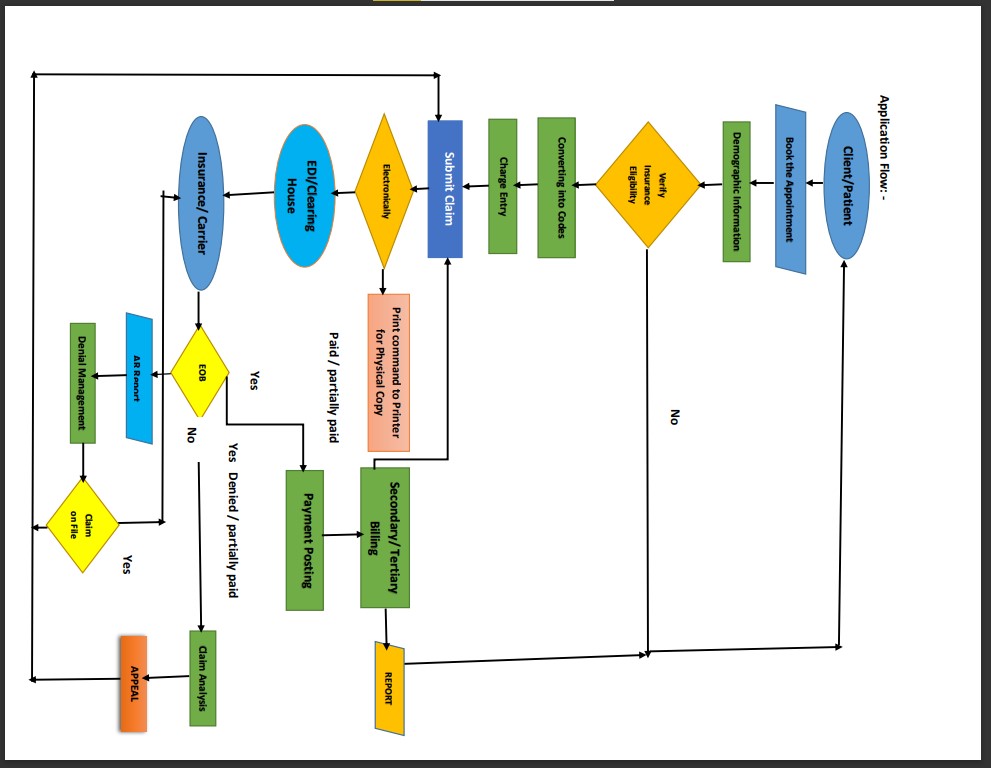 Application Flow: -
Client/Patient
Book the Appointment
Demographic Information
No
Verify
Insurance
Eligibility
Converting into Codes
Charge Entry
Submit Claim
Electronically
Print command to Printer
for Physical Copy
Secondary/ Tertiary
Billing
REPORT
Paid / partially paid
EDI/Clearing
House
Payment Posting
Yes
Yes Denied / partially paid
Insurance/ Carrier
EOB
No
Claim Analysis
AR Report
APPEAL
Yes
Denial Management
Claim
on File